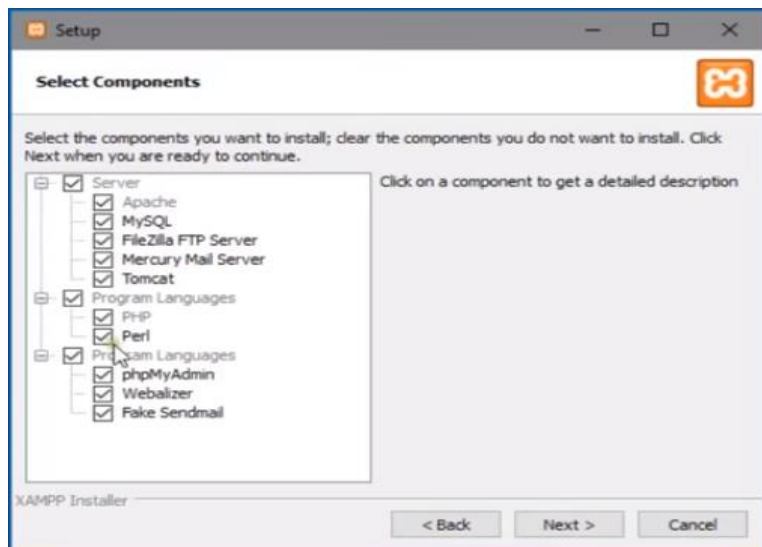 Setup
Select Components
Select the components you want to install; clear the components you do not want to install. Click
Next when you are ready to continue.
Click on a component to get a detailed description
Server
Apache
MySQL
FileZilla FTP Server
Mercury Mail Server
Tomcat
Program Languages
PHP
Perl
Program Languages
phpMyAdmin
Webalizer
Fake Sendmail
XAMPP Installer
< Back Next > Cancel